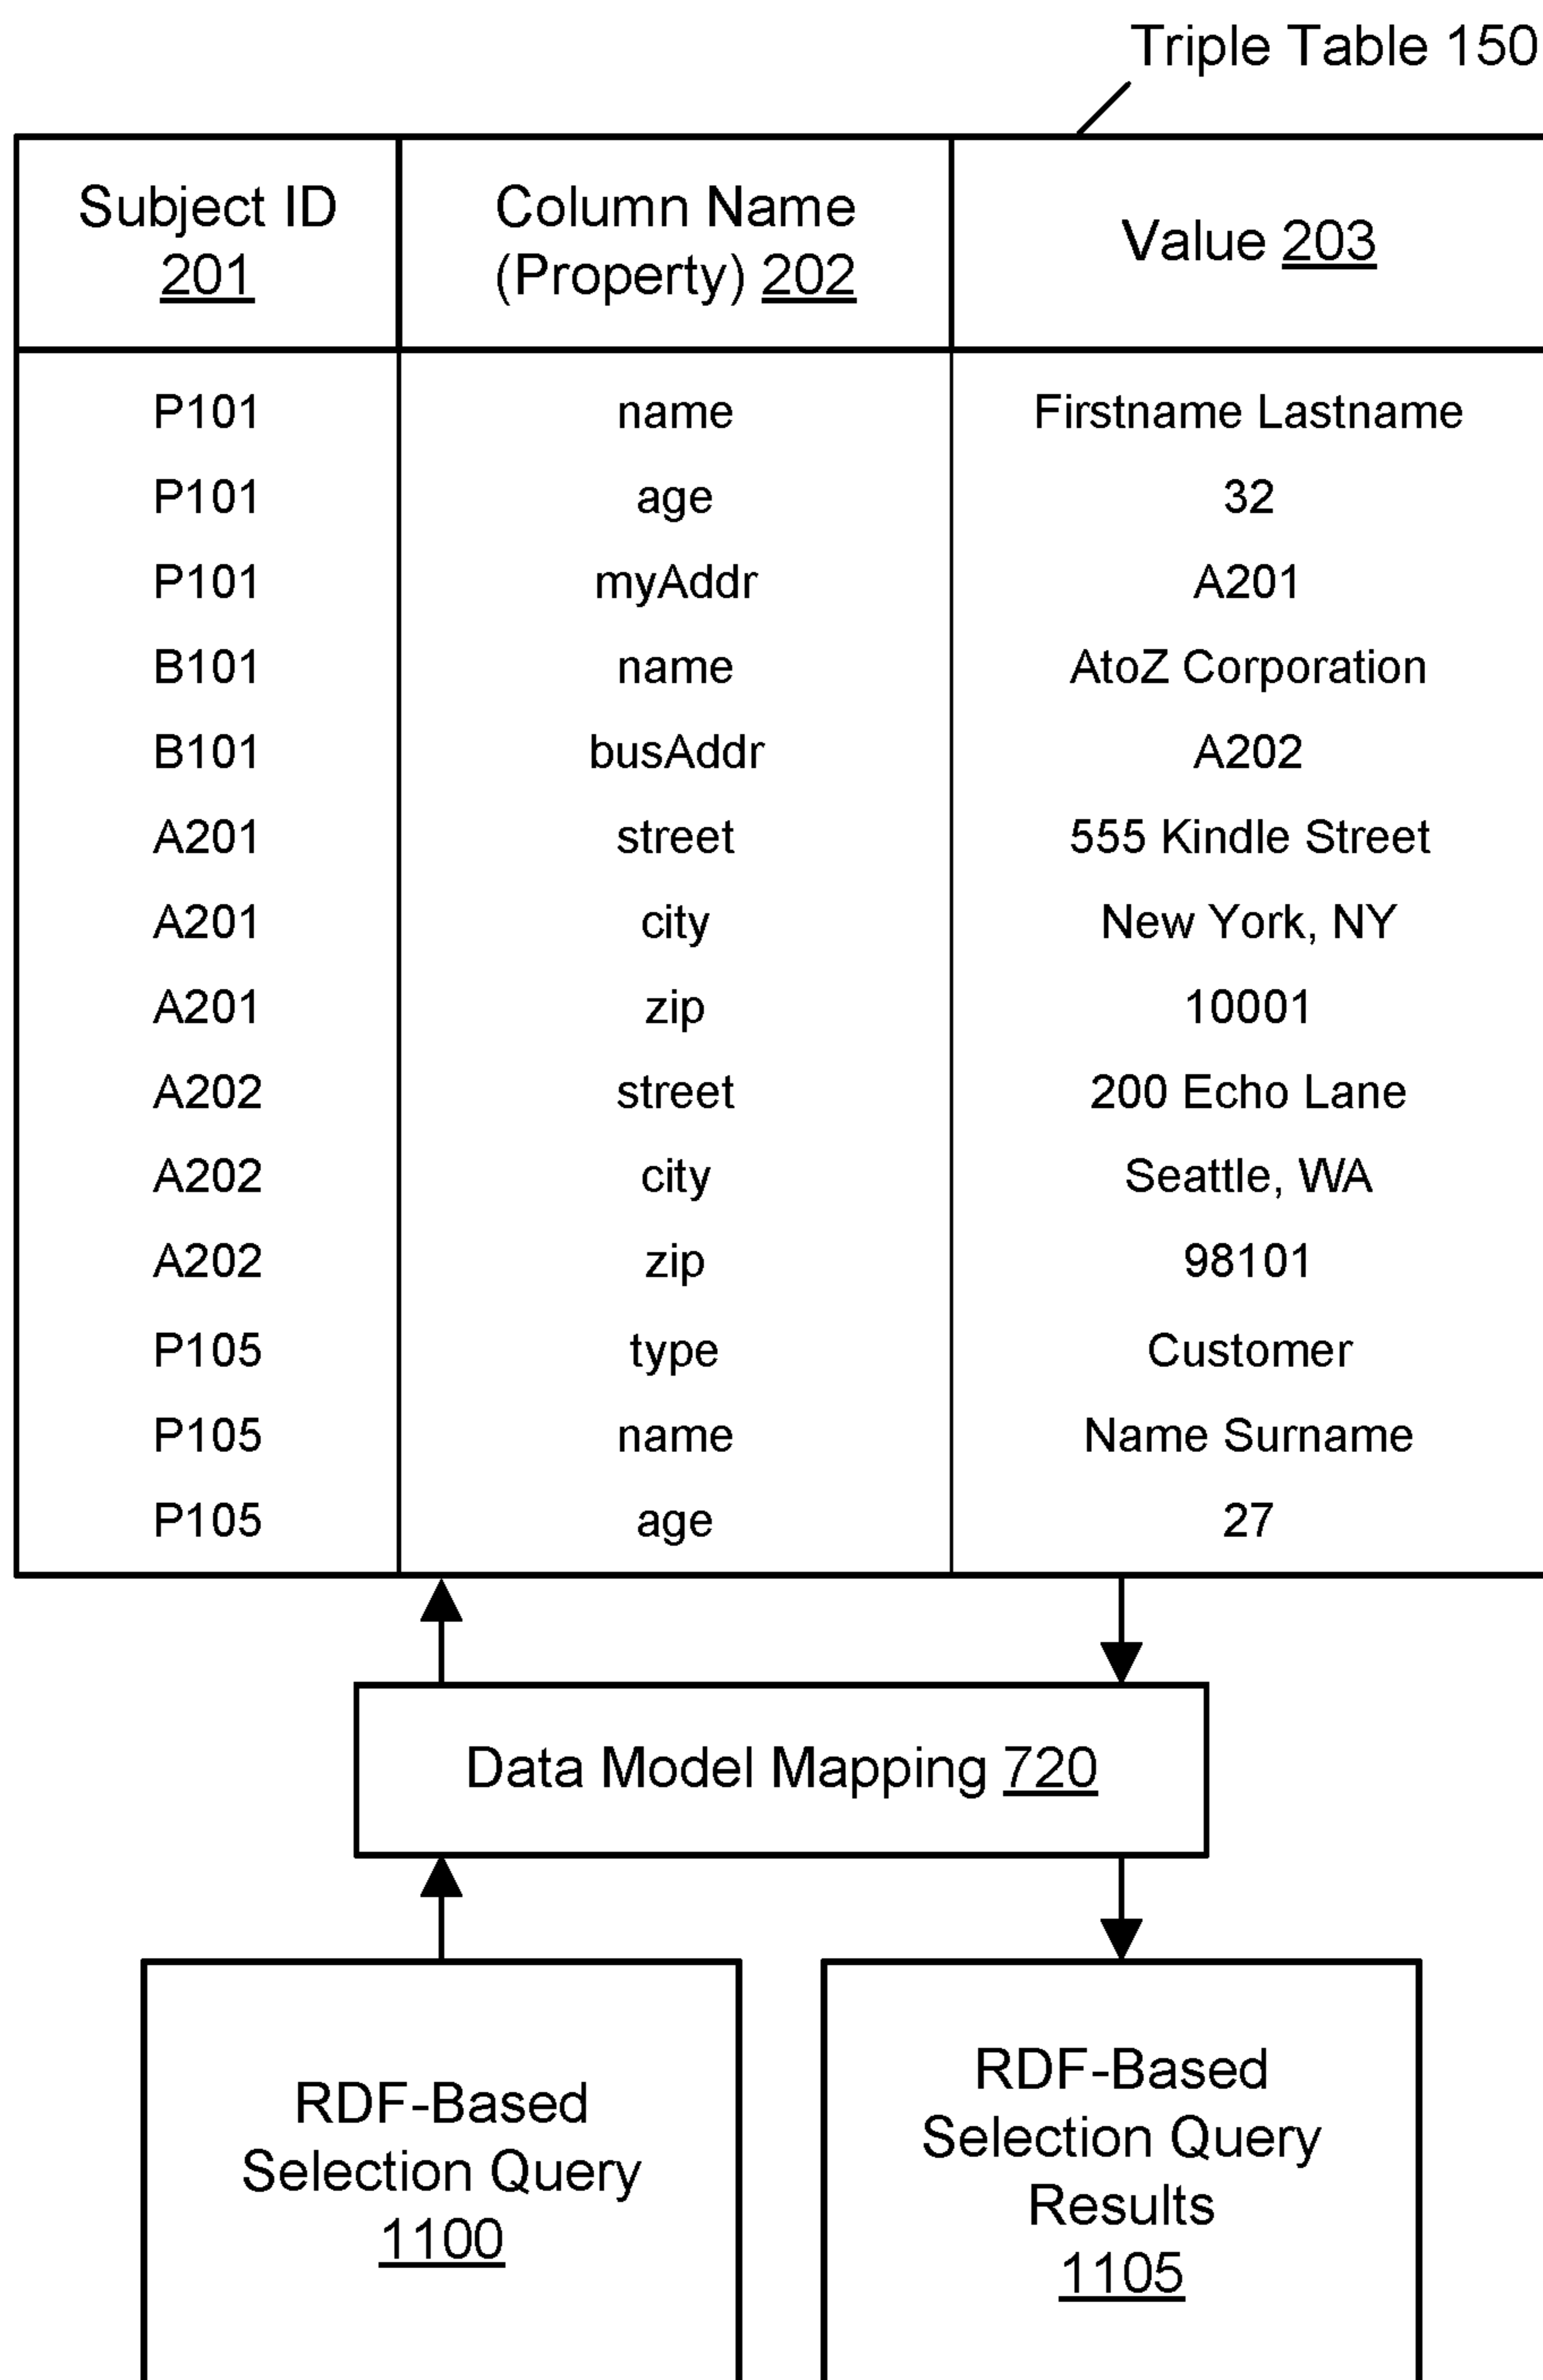 Triple Table 150
Subject ID
201
Column Name
(Property) 202
Value 203
P101 name Firstname Lastname
P101 age 32
P101 myAddr A201
B101 name AtoZ Corporation
B101 busAddr A202
A201 street 555 Kindle Street
A201 city New York, NY
A201 zip 10001
A202 street 200 Echo Lane
A202 city Seattle, WA
A202 zip 98101
P105 type Customer
P105 name Name Surname
P105 age 27
Data Model Mapping 720
RDF-Based
Selection Query
1100
RDF-Based
Selection Query
Results
1105